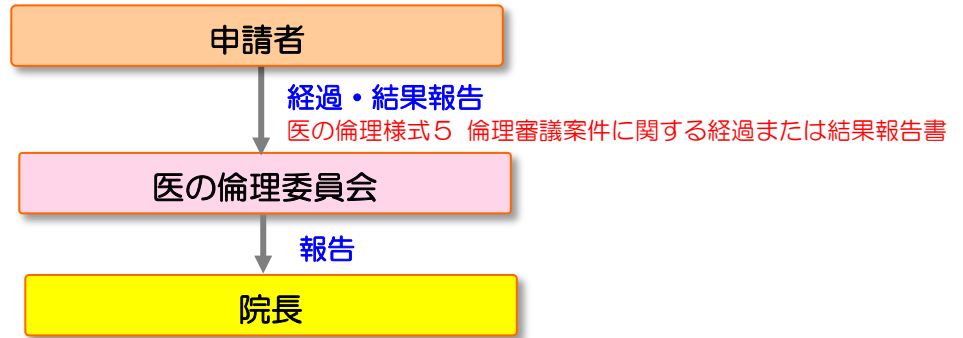 申請者
経過・結果報告
医の倫理様式５ 倫理審議案件に関する経過または結果報告書
医の倫理委員会
報告
院長